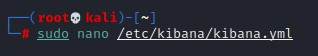 ┌──(root💀kali)-[~]
└─# sudo nano /etc/kibana/kibana.yml